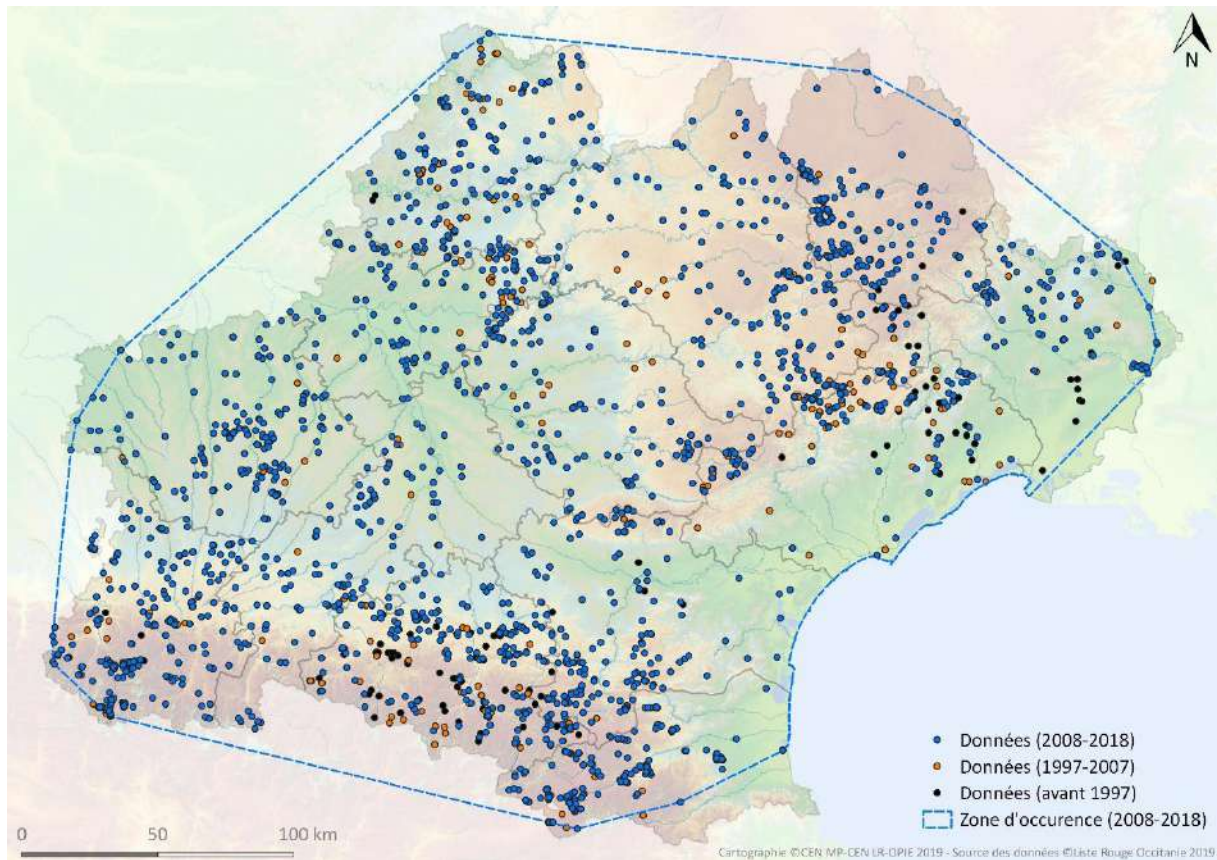 N
Données (2008-2018)
Données (1997-2007)
Données (avant 1997)
Zone d'occurence (2008-2018)
0 50 100 km
Cartographie ©CEN MP-CEN LR-OPIE 2019 - Source des données ©Liste Rouge Occitanie 2019